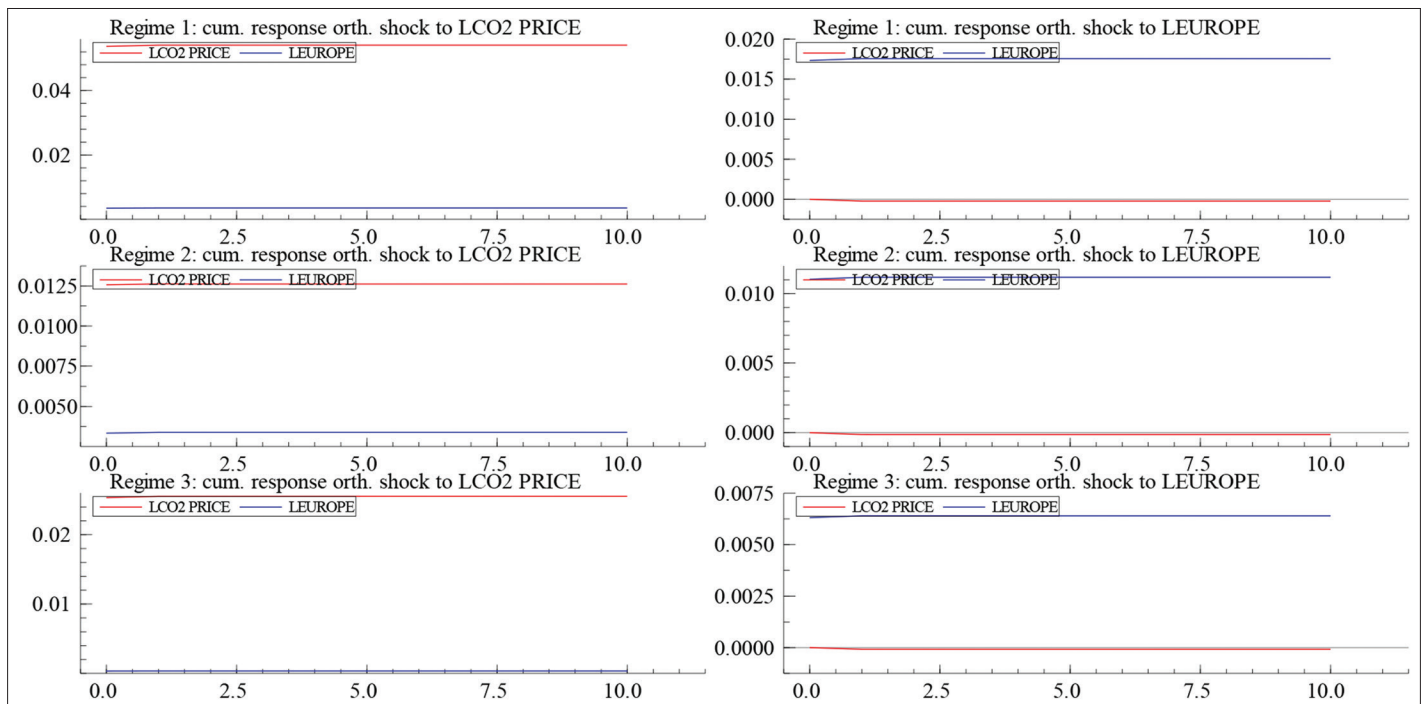 Regime 1: cum. response orth. shock to LCO2 PRICE
LCO2 PRICE LEUROPE
0.04
0.02
0.0 2.5 5.0 7.5 10.0
Regime 1: cum. response orth. shock to LEUROPE
LCO2 PRICE LEUROPE
0.020
0.015
0.010
0.005
0.000
0.0 2.5 5.0 7.5 10.0
Regime 2: cum. response orth. shock to LCO2 PRICE
LCO2 PRICE LEUROPE
0.0125
0.0100
0.0075
0.0050
0.0 2.5 5.0 7.5 10.0
Regime 2: cum. response orth. shock to LEUROPE
LCO2 PRICE LEUROPE
0.010
0.005
0.000
0.0 2.5 5.0 7.5 10.0
Regime 3: cum. response orth. shock to LCO2 PRICE
LCO2 PRICE LEUROPE
0.02
0.01
0.0 2.5 5.0 7.5 10.0
Regime 3: cum. response orth. shock to LEUROPE
LCO2 PRICE LEUROPE
0.0075
0.0050
0.0025
0.0000
0.0 2.5 5.0 7.5 10.0